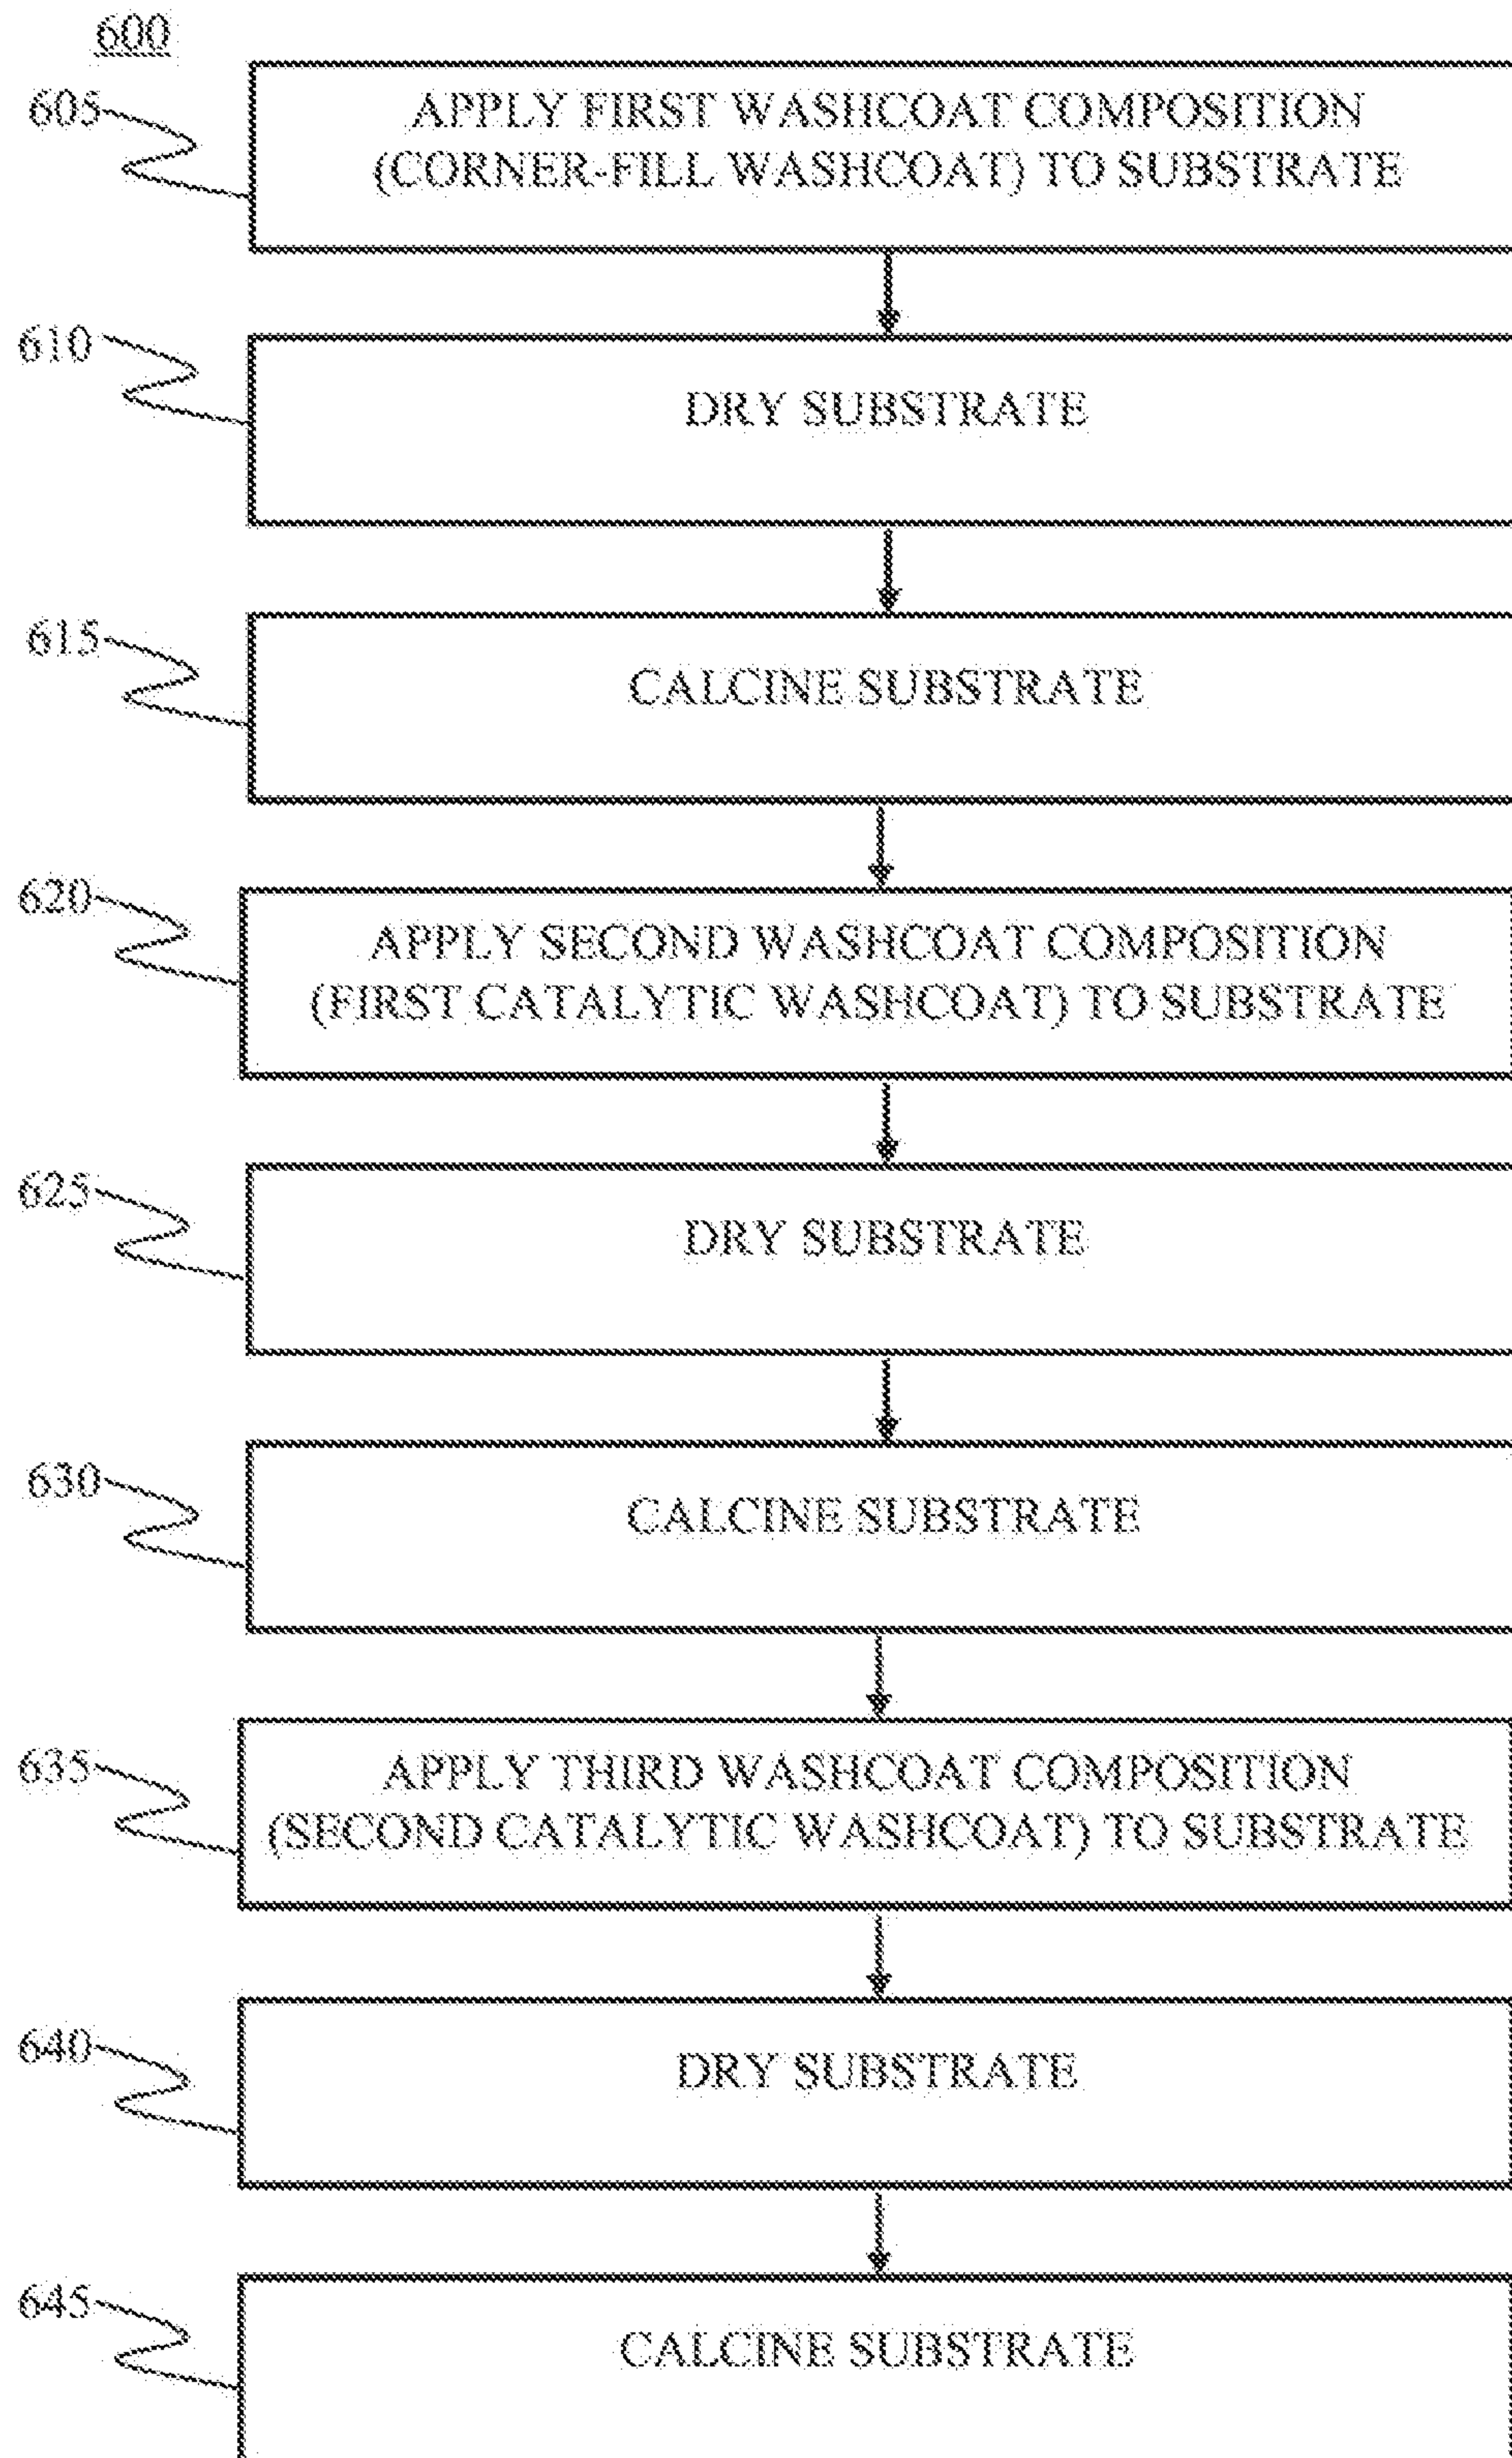 600
605
APPLY FIRST WASHCOAT COMPOSITION
(CORNER-FILL WASHCOAT) TO SUBSTRATE
610
DRY SUBSTRATE
615
CALCINE SUBSTRATE
620
APPLY SECOND WASHCOAT COMPOSITION
(FIRST CATALYTIC WASHCOAT) TO SUBSTRATE
625
DRY SUBSTRATE
630
CALCINE SUBSTRATE
635
APPLY THIRD WASHCOAT COMPOSITION
(SECOND CATALYTIC WASHCOAT) TO SUBSTRATE
640
DRY SUBSTRATE
645
CALCINE SUBSTRATE